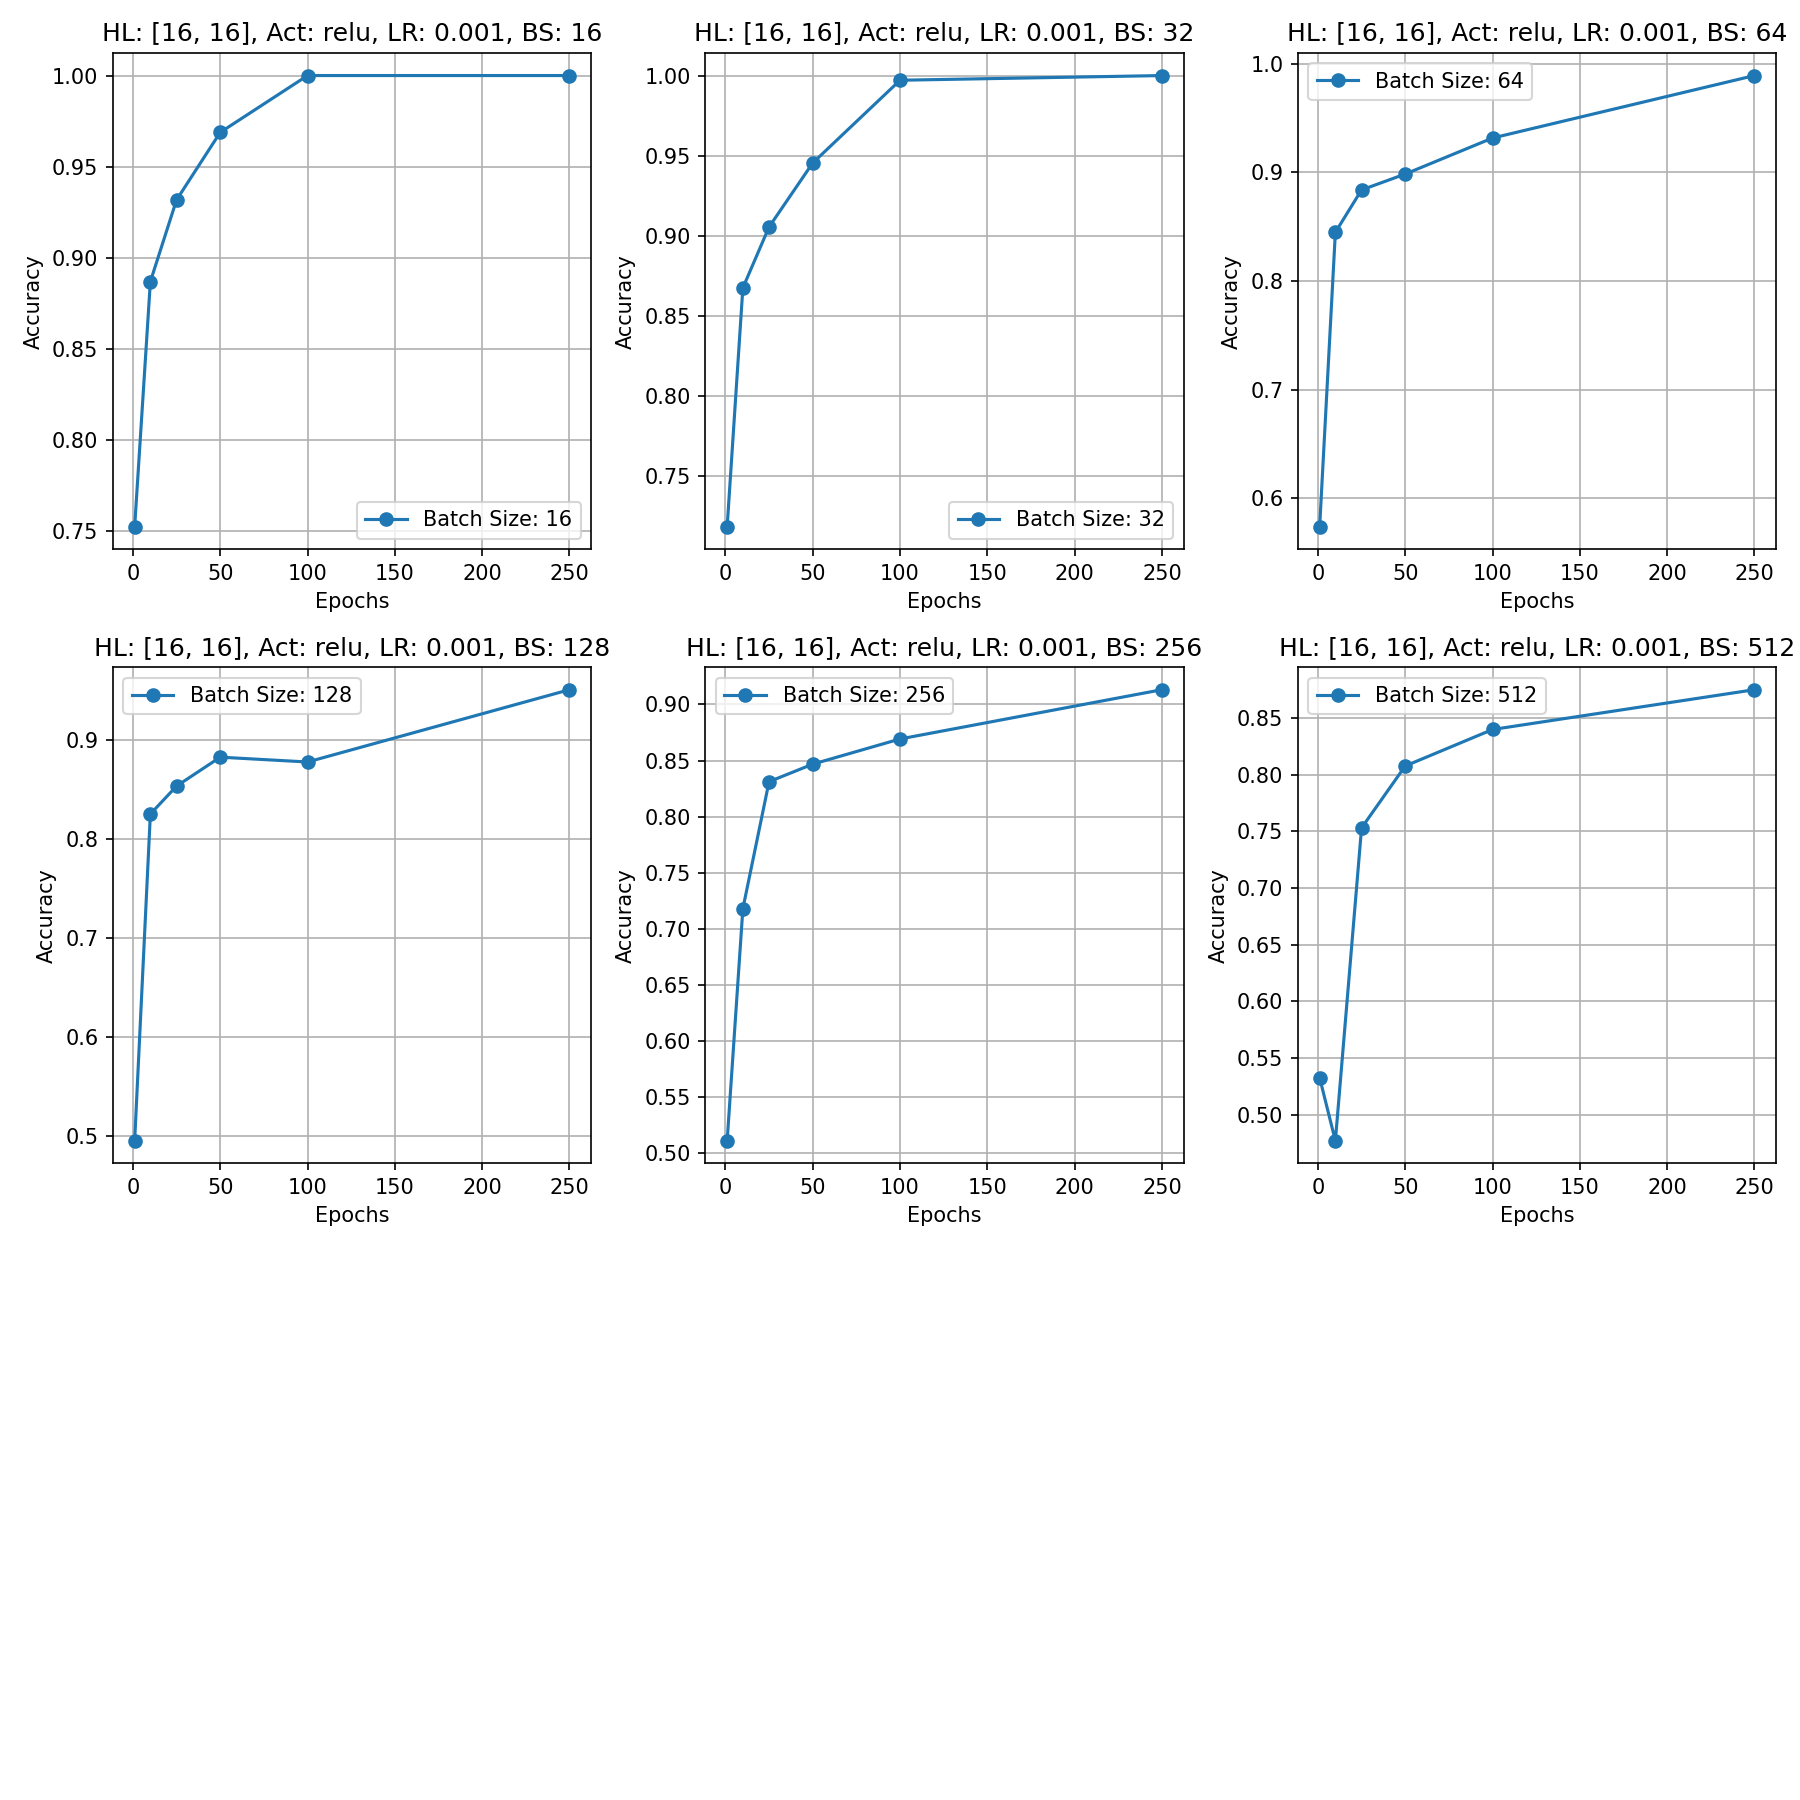 HL: [16, 16], Act: relu, LR: 0.001, BS: 16
1.00
0.95
0.90
0.85
0.80
0.75
Accuracy
Batch Size: 16
0 50 100 150 200 250
Epochs
HL: [16, 16], Act: relu, LR: 0.001, BS: 32
1.00
0.95
0.90
0.85
0.80
0.75
Accuracy
Batch Size: 32
0 50 100 150 200 250
Epochs
HL: [16, 16], Act: relu, LR: 0.001, BS: 64
1.0
0.9
0.8
0.7
0.6
Accuracy
Batch Size: 64
0 50 100 150 200 250
Epochs
HL: [16, 16], Act: relu, LR: 0.001, BS: 128
Batch Size: 128
0.9
0.8
0.7
0.6
0.5
Accuracy
0 50 100 150 200 250
Epochs
HL: [16, 16], Act: relu, LR: 0.001, BS: 256
Batch Size: 256
0.90
0.85
0.80
0.75
0.70
0.65
0.60
0.55
0.50
Accuracy
0 50 100 150 200 250
Epochs
HL: [16, 16], Act: relu, LR: 0.001, BS: 512
Batch Size: 512
0.85
0.80
0.75
0.70
0.65
0.60
0.55
0.50
Accuracy
0 50 100 150 200 250
Epochs